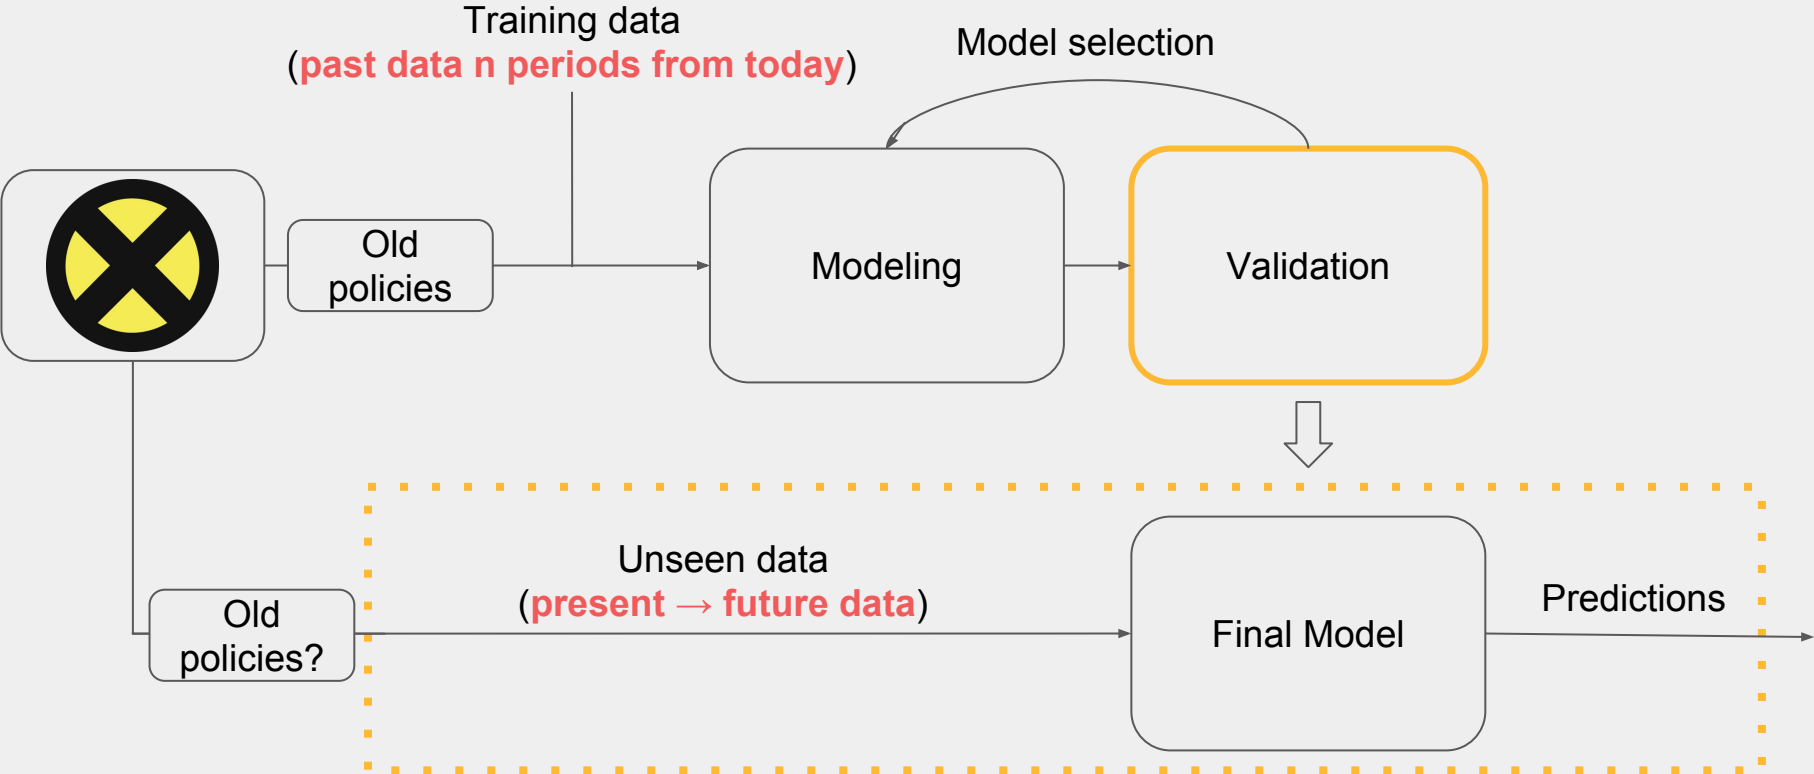 Training data
(past data n periods from today)
Model selection
Old
policies
Modeling
Validation
Unseen data
(present → future data)
Old
policies?
Final Model
Predictions